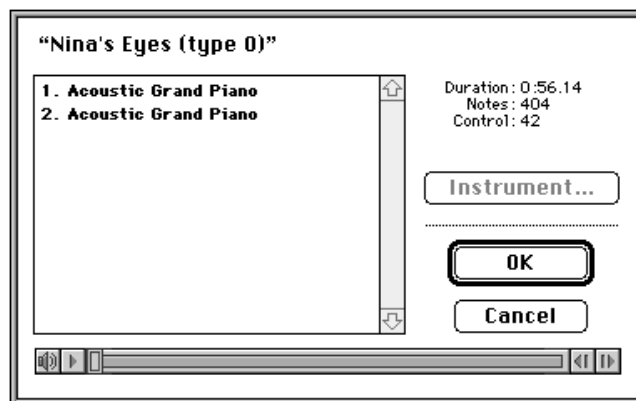 “Nina's Eyes (type 0)”
1. Acoustic Grand Piano
2. Acoustic Grand Piano
Duration: 0:56.14
Notes: 404
Control: 42
Instrument...
OK
Cancel